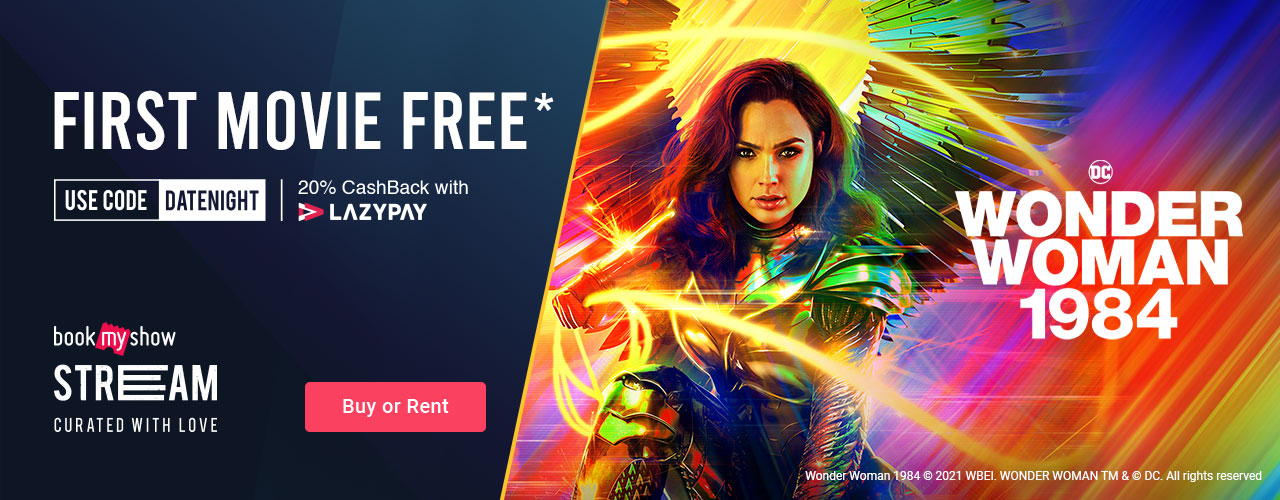 FIRST MOVIE FREE*
USE CODE DATENIGHT
20% CashBack with
LAZYPAY
book my show
STREAM
CURATED WITH LOVE
Buy or Rent
DC
WONDER
WOMAN
1984
Wonder Woman 1984 © 2021 WBEI. WONDER WOMAN TM & © DC. All rights reserved